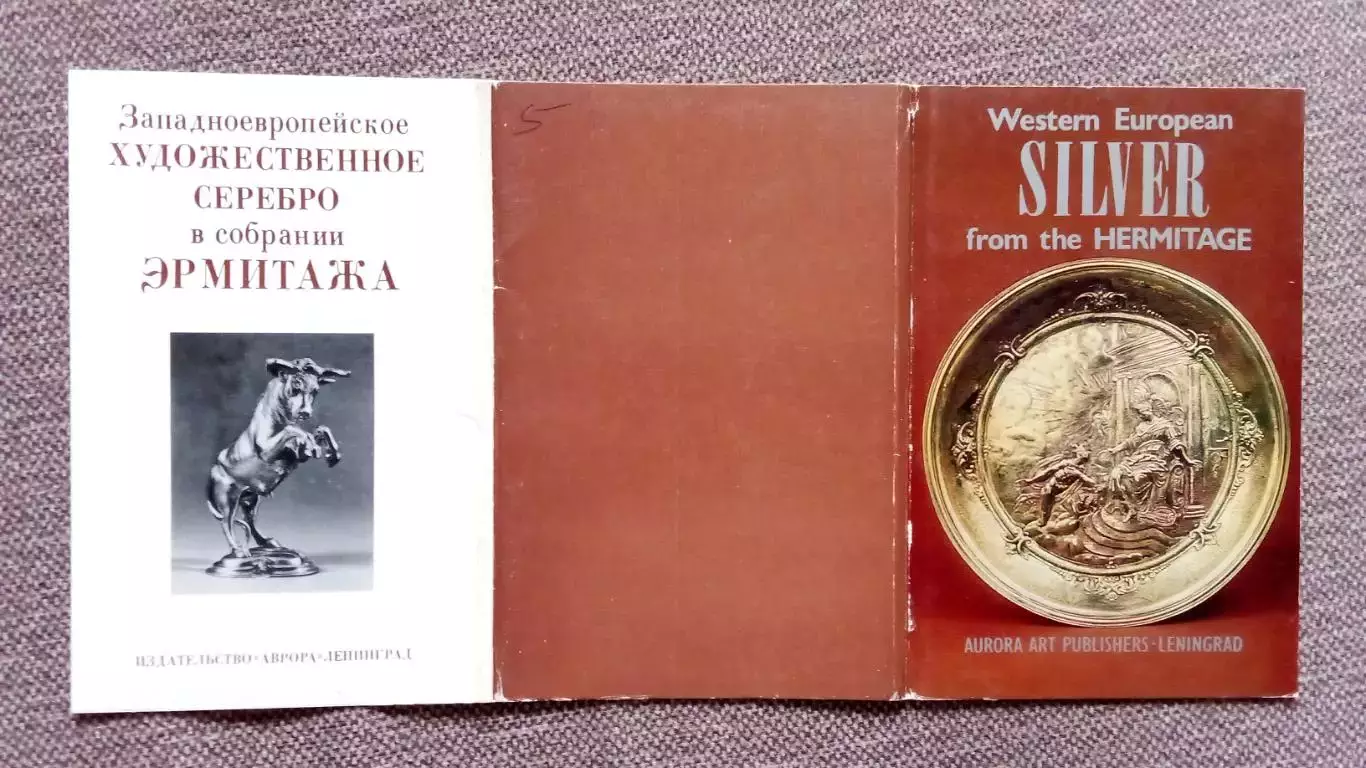 Западноевропейское
ХУДОЖЕСТВЕННОЕ
СЕРЕБРО
в собрании
ЭРМИТАЖА
ИЗДАТЕЛЬСТВО·АВРОРА·ЛЕНИНГРАД
5
Western European
SILVER
from the HERMITAGE
AURORA ART PUBLISHERS·LENINGRAD